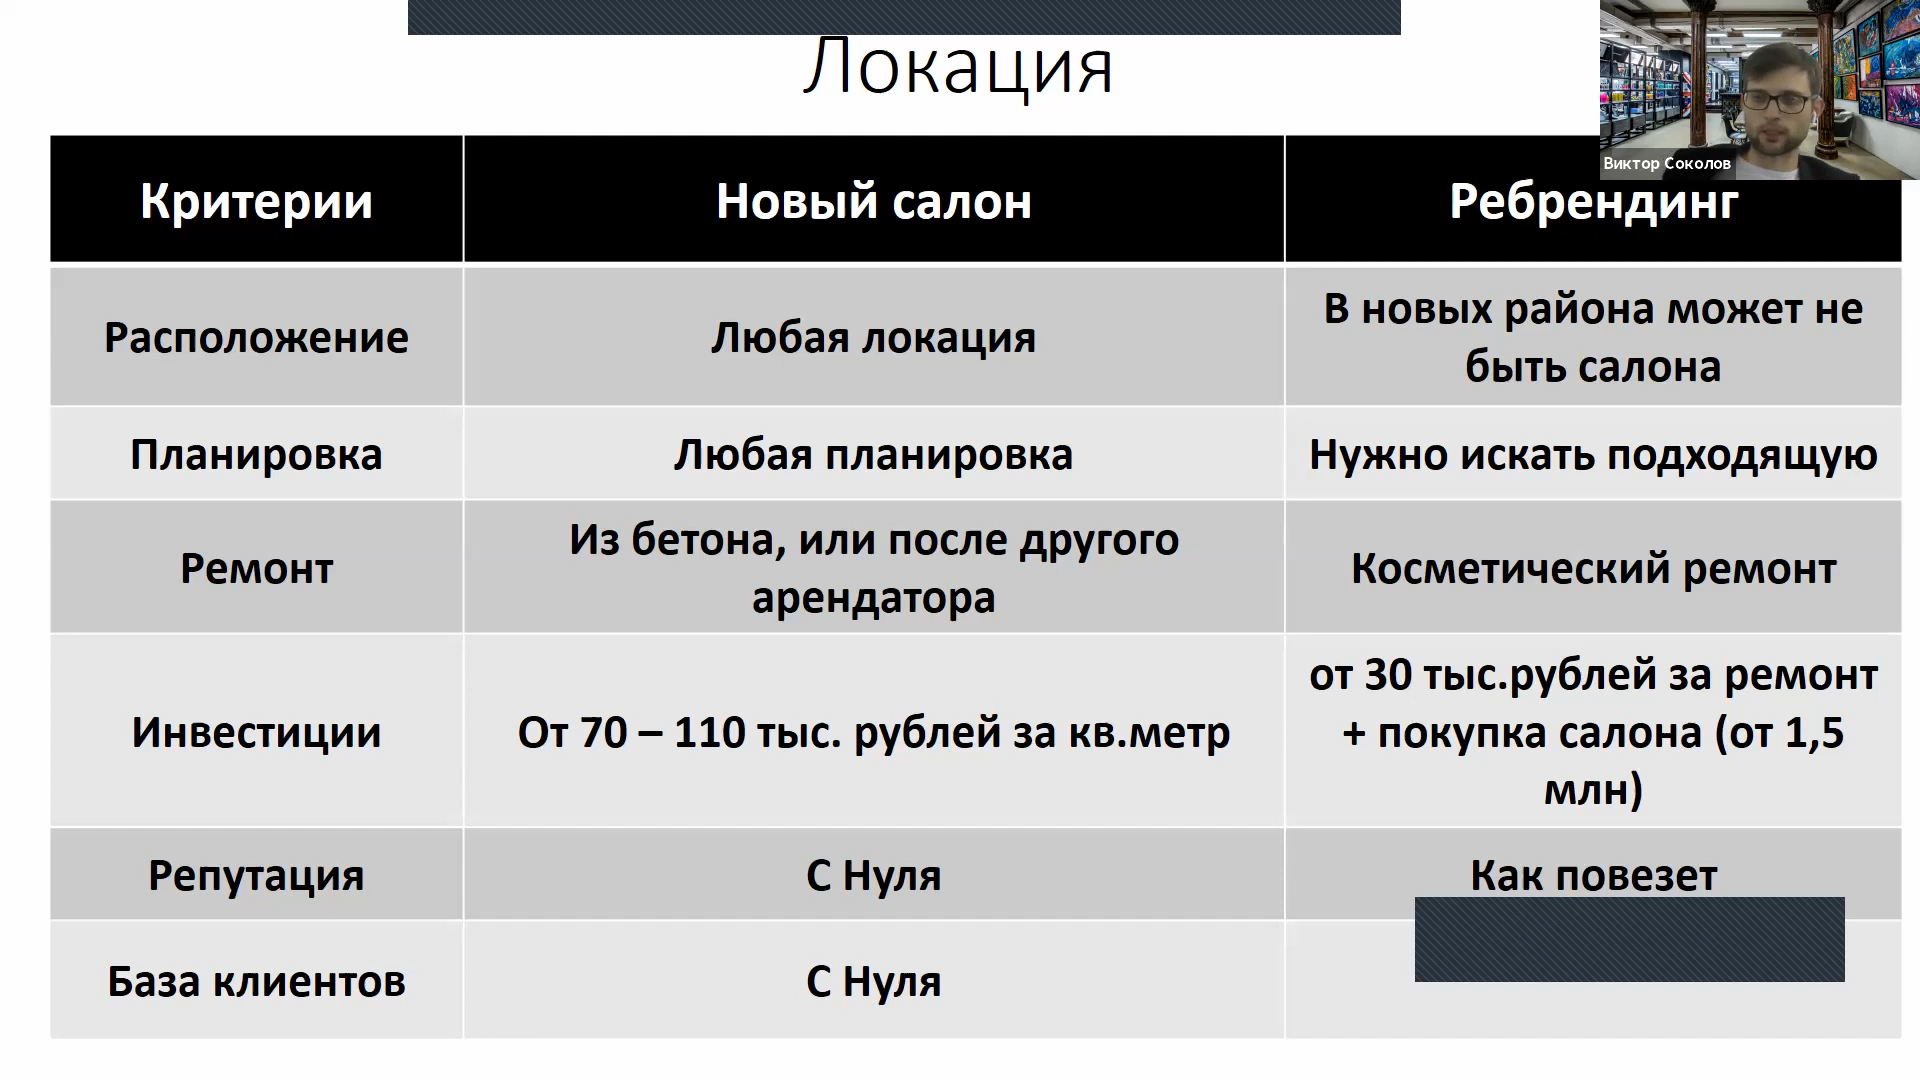 Локация
Виктор Соколов
Критерии
Новый салон
Ребрендинг
Расположение
Любая локация
В новых района может не
быть салона
Планировка
Любая планировка
Нужно искать подходящую
Ремонт
Из бетона, или после другого
арендатора
Косметический ремонт
Инвестиции
От 70 – 110 тыс. рублей за кв.метр
от 30 тыс.рублей за ремонт
+ покупка салона (от 1,5
млн)
Репутация
С Нуля
Как повезет
База клиентов
С Нуля